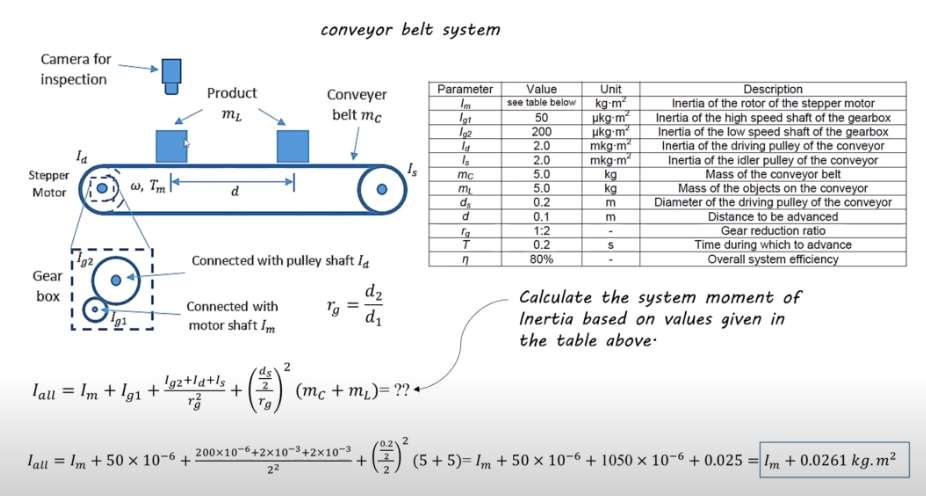 conveyor belt system
Camera for
inspection
Product
m_L
Conveyer
belt m_C
I_d
I_s
Stepper
Motor
ω, T_m
d
I_g2
Gear
box
I_g1
Connected with pulley shaft I_d
Connected with
motor shaft I_m
r_g = d_2/d_1
Parameter Value Unit Description
I_m see table below kg·m² Inertia of the rotor of the stepper motor
I_g1 50 μkg·m² Inertia of the high speed shaft of the gearbox
I_g2 200 μkg·m² Inertia of the low speed shaft of the gearbox
I_d 2.0 mkg·m² Inertia of the driving pulley of the conveyor
I_s 2.0 mkg·m² Inertia of the idler pulley of the conveyor
m_C 5.0 kg Mass of the conveyor belt
m_L 5.0 kg Mass of the objects on the conveyor
d_s 0.2 m Diameter of the driving pulley of the conveyor
d 0.1 m Distance to be advanced
r_g 1:2 - Gear reduction ratio
T 0.2 s Time during which to advance
η 80% - Overall system efficiency
Calculate the system moment of
Inertia based on values given in
the table above.
I_all = I_m + I_g1 + (I_g2+I_d+I_s)/r_g² + ((d_s/2)/r_g)² (m_C + m_L)= ??
I_all = I_m + 50 × 10⁻⁶ + (200×10⁻⁶+2×10⁻³+2×10⁻³)/2² + ((0.2/2)/2)² (5 + 5)= I_m + 50 × 10⁻⁶ + 1050 × 10⁻⁶ + 0.025 = I_m + 0.0261 kg.m²